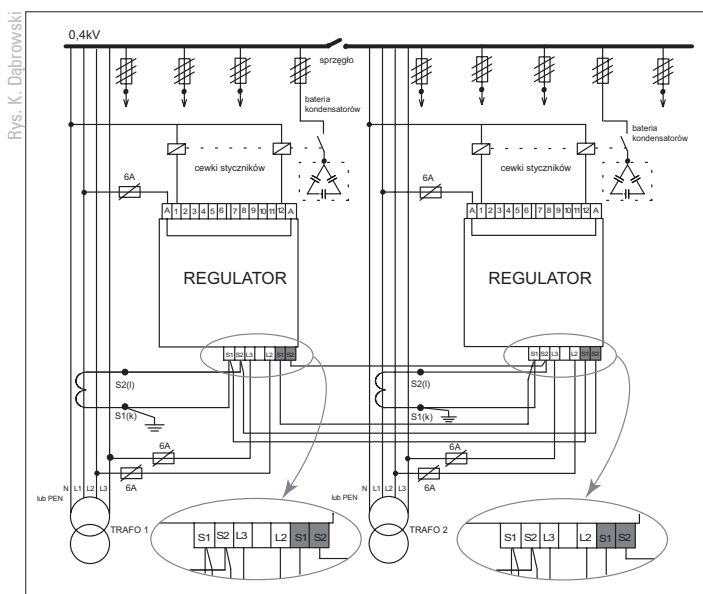 Rys. K. Dąbrowski
0,4kV
sprzęgło
bateria
kondensatorów
bateria
kondensatorów
cewki styczników
cewki styczników
6A
6A
A 1 2 3 4 5 6 7 8 9 10 11 12 A
A 1 2 3 4 5 6 7 8 9 10 11 12 A
REGULATOR
REGULATOR
S1 S2 L3 L2 S1 S2
S1 S2 L3 L2 S1 S2
S2(l)
S2(l)
S1(k)
S1(k)
6A
6A
6A
6A
N L1 L2 L3
lub PEN
N L1 L2 L3
lub PEN
TRAFO 1
TRAFO 2
S1 S2 L3 L2 S1 S2
S1 S2 L3 L2 S1 S2